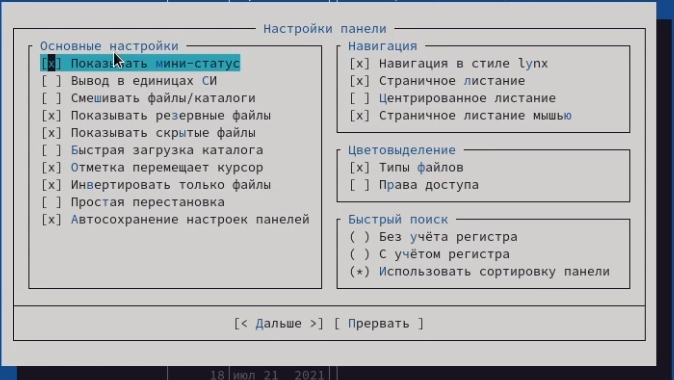 Настройки панели
Основные настройки
[x] Показывать мини-статус
[ ] Вывод в единицах СИ
[ ] Смешивать файлы/каталоги
[x] Показывать резервные файлы
[x] Показывать скрытые файлы
[ ] Быстрая загрузка каталога
[x] Отметка перемещает курсор
[x] Инвертировать только файлы
[ ] Простая перестановка
[x] Автосохранение настроек панелей
Навигация
[x] Навигация в стиле lynx
[x] Страничное листание
[ ] Центрированное листание
[x] Страничное листание мышью
Цветовыделение
[x] Типы файлов
[ ] Права доступа
Быстрый поиск
( ) Без учёта регистра
( ) С учётом регистра
(*) Использовать сортировку панели
[< Дальше >] [ Прервать ]
18 июл 21 2021